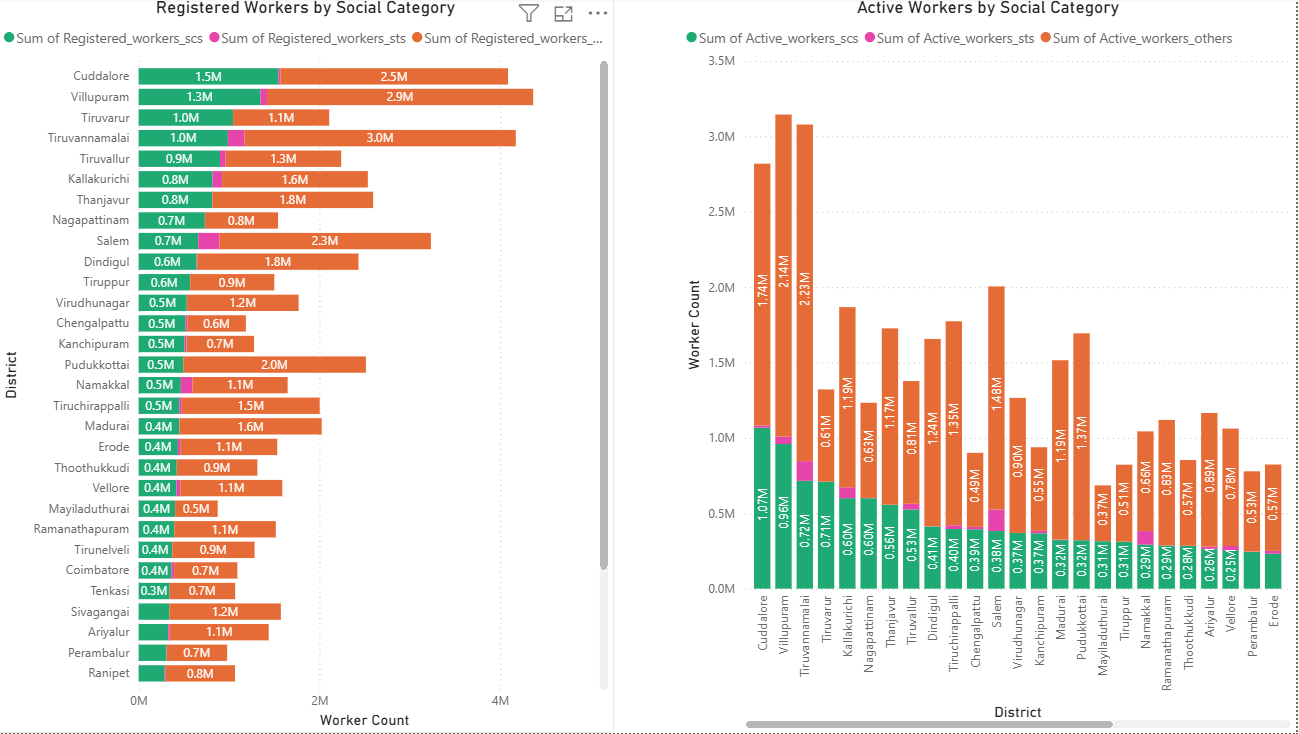 Registered Workers by Social Category
Sum of Registered_workers_scs Sum of Registered_workers_sts Sum of Registered_workers_...
District
Cuddalore 1.5M 2.5M
Villupuram 1.3M 2.9M
Tiruvarur 1.0M 1.1M
Tiruvannamalai 1.0M 3.0M
Tiruvallur 0.9M 1.3M
Kallakurichi 0.8M 1.6M
Thanjavur 0.8M 1.8M
Nagapattinam 0.7M 0.8M
Salem 0.7M 2.3M
Dindigul 0.6M 1.8M
Tiruppur 0.6M 0.9M
Virudhunagar 0.5M 1.2M
Chengalpattu 0.5M 0.6M
Kanchipuram 0.5M 0.7M
Pudukkottai 0.5M 2.0M
Namakkal 0.5M 1.1M
Tiruchirappalli 0.5M 1.5M
Madurai 0.4M 1.6M
Erode 0.4M 1.1M
Thoothukkudi 0.4M 0.9M
Vellore 0.4M 1.1M
Mayiladuthurai 0.4M 0.5M
Ramanathapuram 0.4M 1.1M
Tirunelveli 0.4M 0.9M
Coimbatore 0.4M 0.7M
Tenkasi 0.3M 0.7M
Sivagangai 1.2M
Ariyalur 1.1M
Perambalur 0.7M
Ranipet 0.8M
0M 2M 4M
Worker Count
Active Workers by Social Category
Sum of Active_workers_scs Sum of Active_workers_sts Sum of Active_workers_others
Worker Count
3.5M
3.0M
2.5M
2.0M
1.5M
1.0M
0.5M
0.0M
1.74M 2.14M 2.23M 0.61M 1.19M 0.63M 1.17M 0.81M 1.24M 1.35M 0.49M 1.48M 0.90M 0.55M 1.19M 1.37M 0.37M 0.51M 0.66M 0.83M 0.57M 0.89M 0.78M 0.53M 0.57M
1.07M 0.96M 0.72M 0.71M 0.60M 0.60M 0.56M 0.53M 0.41M 0.40M 0.39M 0.38M 0.37M 0.37M 0.32M 0.32M 0.31M 0.31M 0.29M 0.29M 0.28M 0.26M 0.25M
Cuddalore Villupuram Tiruvannamalai Tiruvarur Kallakurichi Nagapattinam Thanjavur Tiruvallur Dindigul Tiruchirappalli Chengalpattu Salem Virudhunagar Kanchipuram Madurai Pudukkottai Mayiladuthurai Tiruppur Namakkal Ramanathapuram Thoothukkudi Ariyalur Vellore Perambalur Erode
District